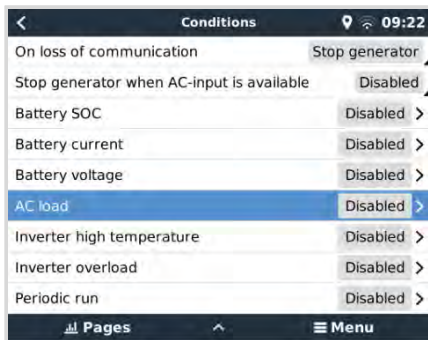 Conditions 09:22
On loss of communication Stop generator
Stop generator when AC-input is available Disabled
Battery SOC Disabled
Battery current Disabled
Battery voltage Disabled
AC load Disabled
Inverter high temperature Disabled
Inverter overload Disabled
Periodic run Disabled
Pages Menu